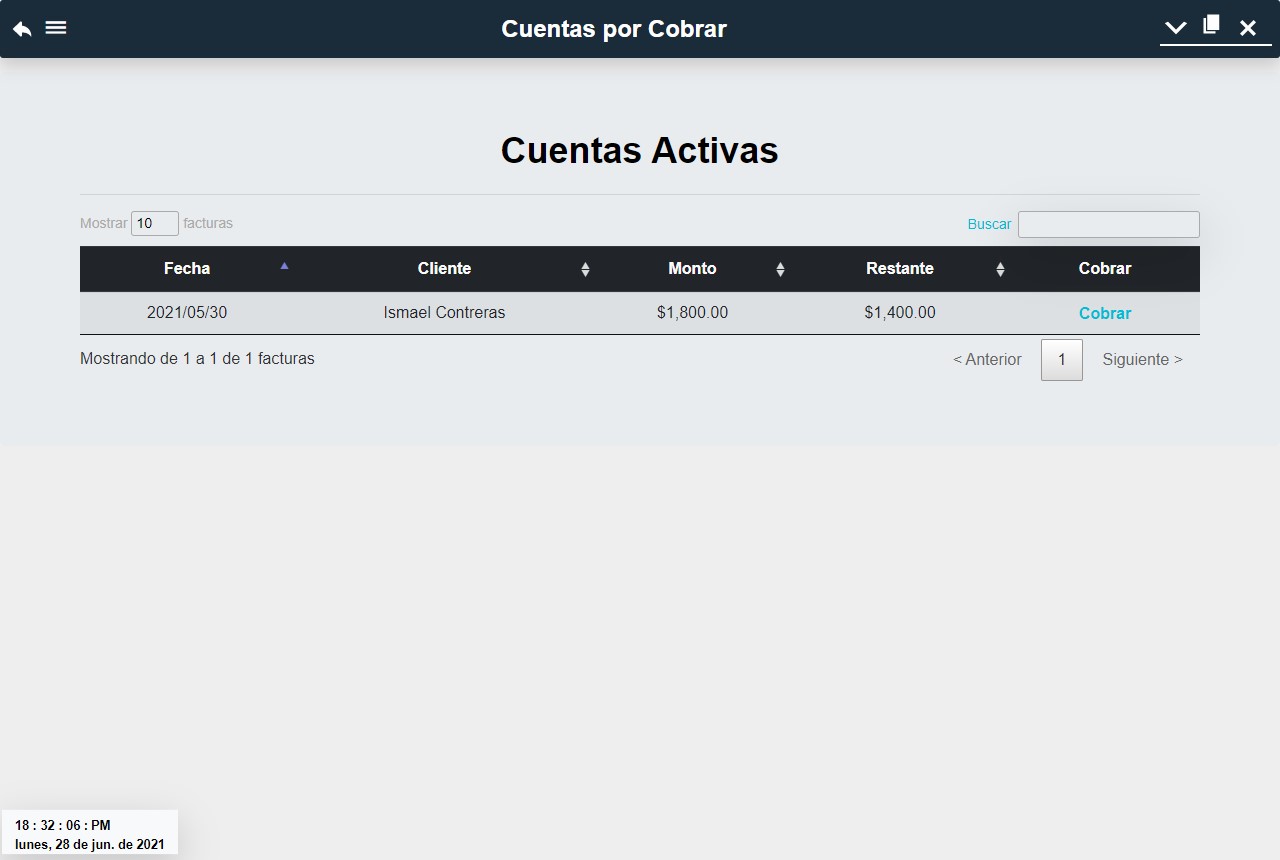 Cuentas por Cobrar
Cuentas Activas
Mostrar 10 facturas
Buscar
Fecha Cliente Monto Restante Cobrar
2021/05/30 Ismael Contreras $1,800.00 $1,400.00 Cobrar
Mostrando de 1 a 1 de 1 facturas
< Anterior 1 Siguiente >
18 : 32 : 06 : PM
lunes, 28 de jun. de 2021